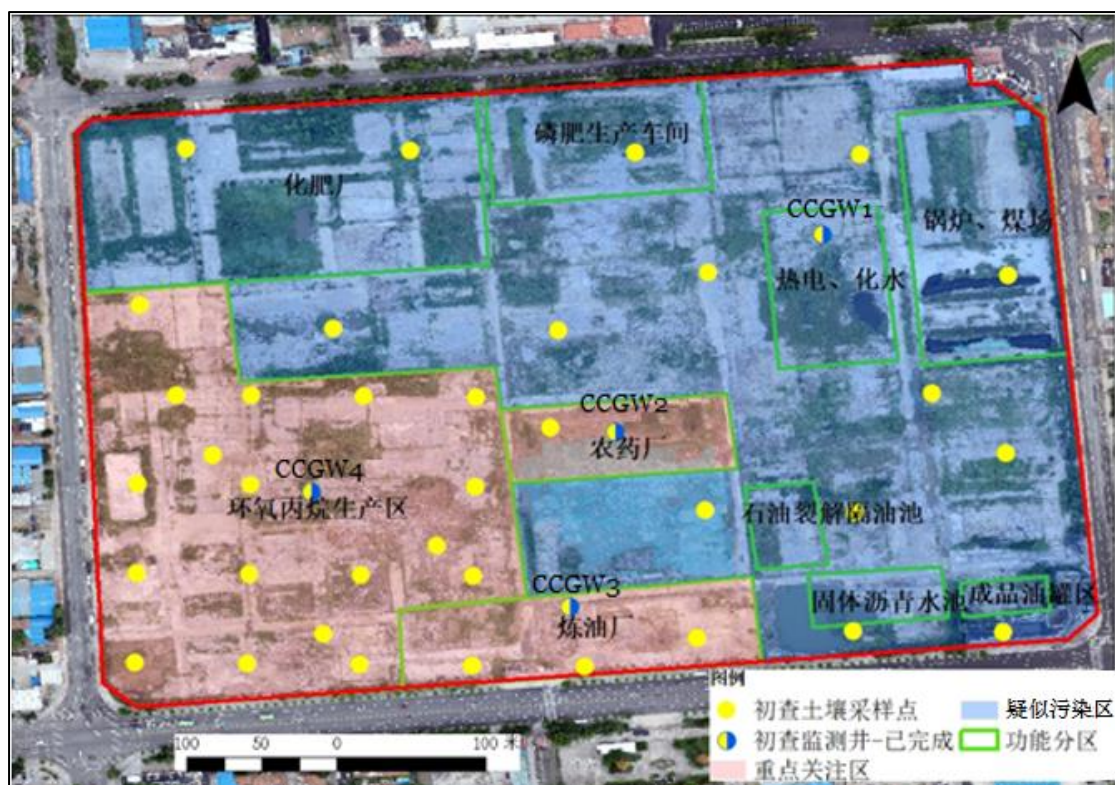 N
磷肥生产车间
化肥厂
CCGW1
锅炉、煤场
热电、化水
CCGW2
农药厂
CCGW4
环氧丙烷生产区
石油裂解隔油池
CCGW3
炼油厂
固体沥青水池
成品油罐区
图例
初查土壤采样点
疑似污染区
初查监测井-已完成
功能分区
重点关注区
100 50 0 100 米